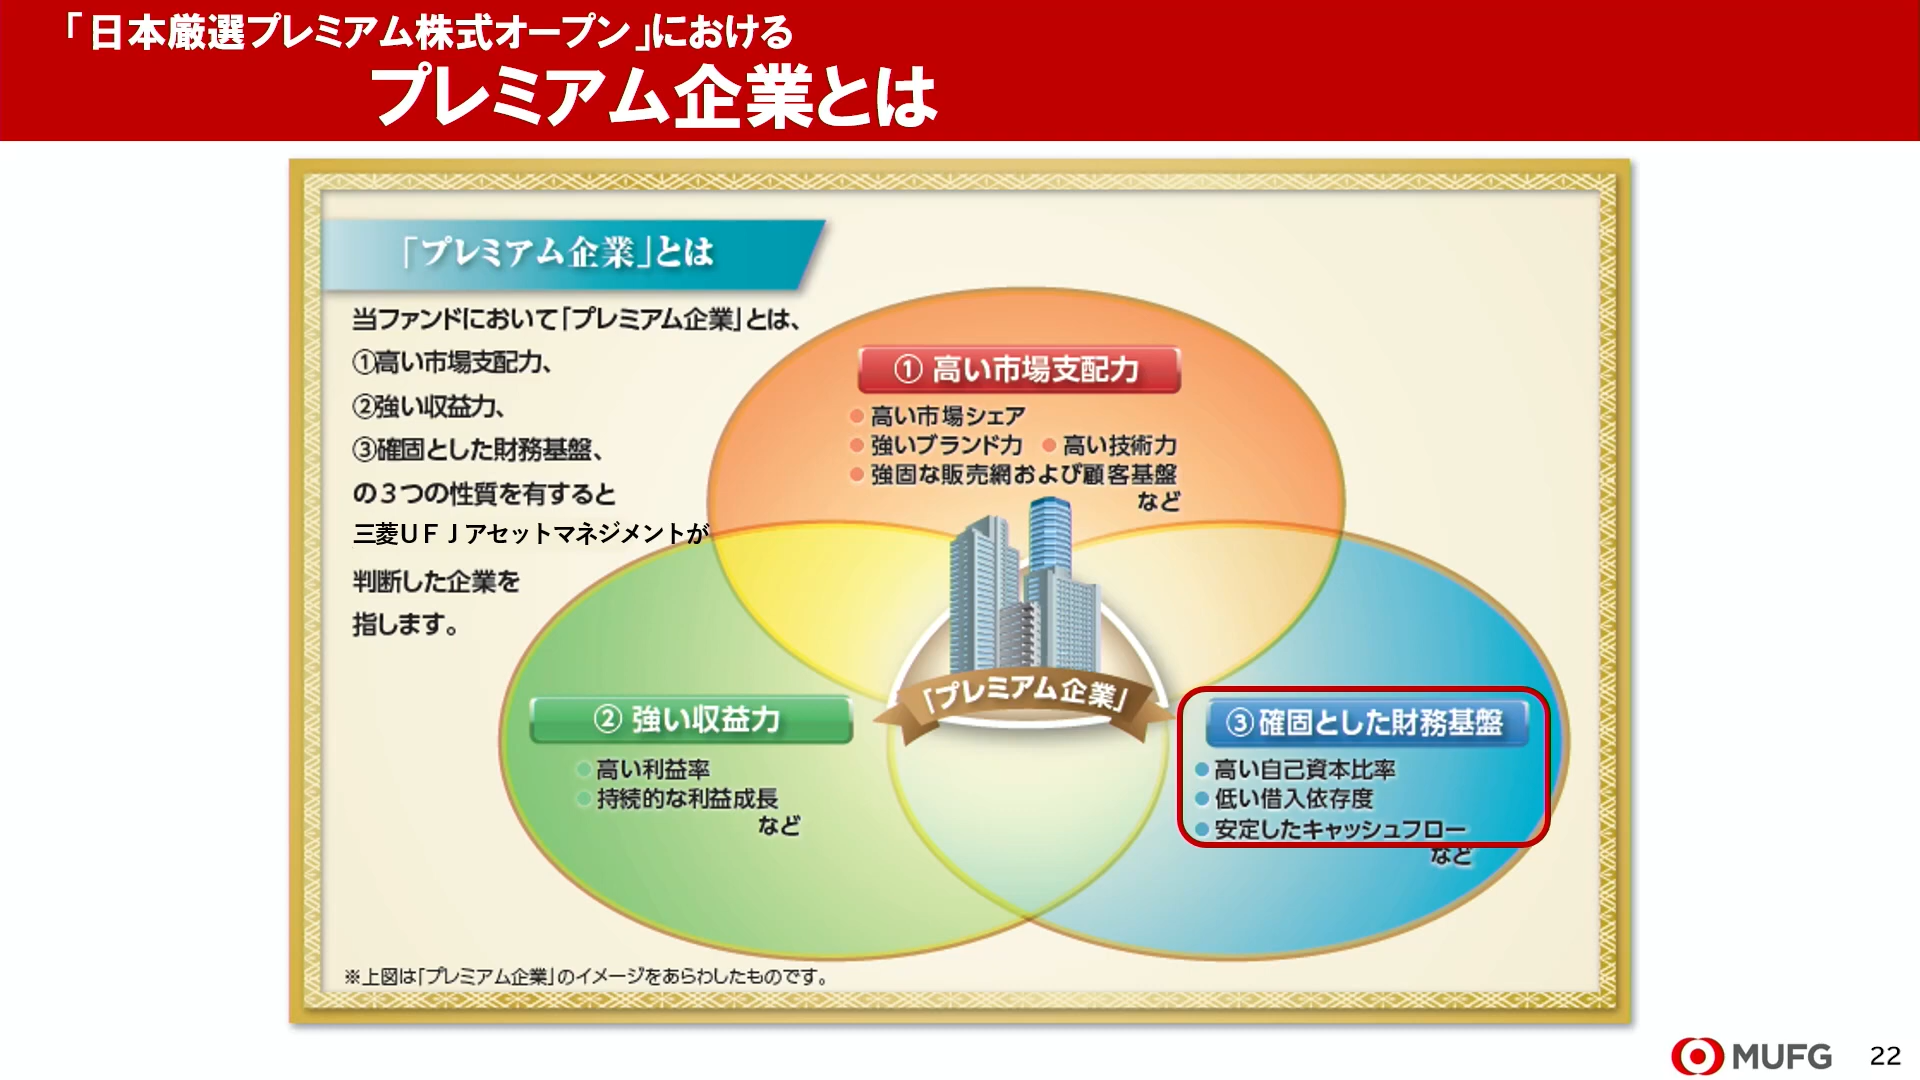 「日本厳選プレミアム株式オープン」における
プレミアム企業とは
「プレミアム企業」とは
当ファンドにおいて「プレミアム企業」とは、
①高い市場支配力、
②強い収益力、
③確固とした財務基盤、
の３つの性質を有すると
三菱ＵＦＪアセットマネジメントが
判断した企業を
指します。
① 高い市場支配力
● 高い市場シェア
● 強いブランド力 ● 高い技術力
● 強固な販売網および顧客基盤
など
「プレミアム企業」
② 強い収益力
● 高い利益率
● 持続的な利益成長
など
③ 確固とした財務基盤
● 高い自己資本比率
● 低い借入依存度
● 安定したキャッシュフロー
など
※上図は「プレミアム企業」のイメージをあらわしたものです。
MUFG 22